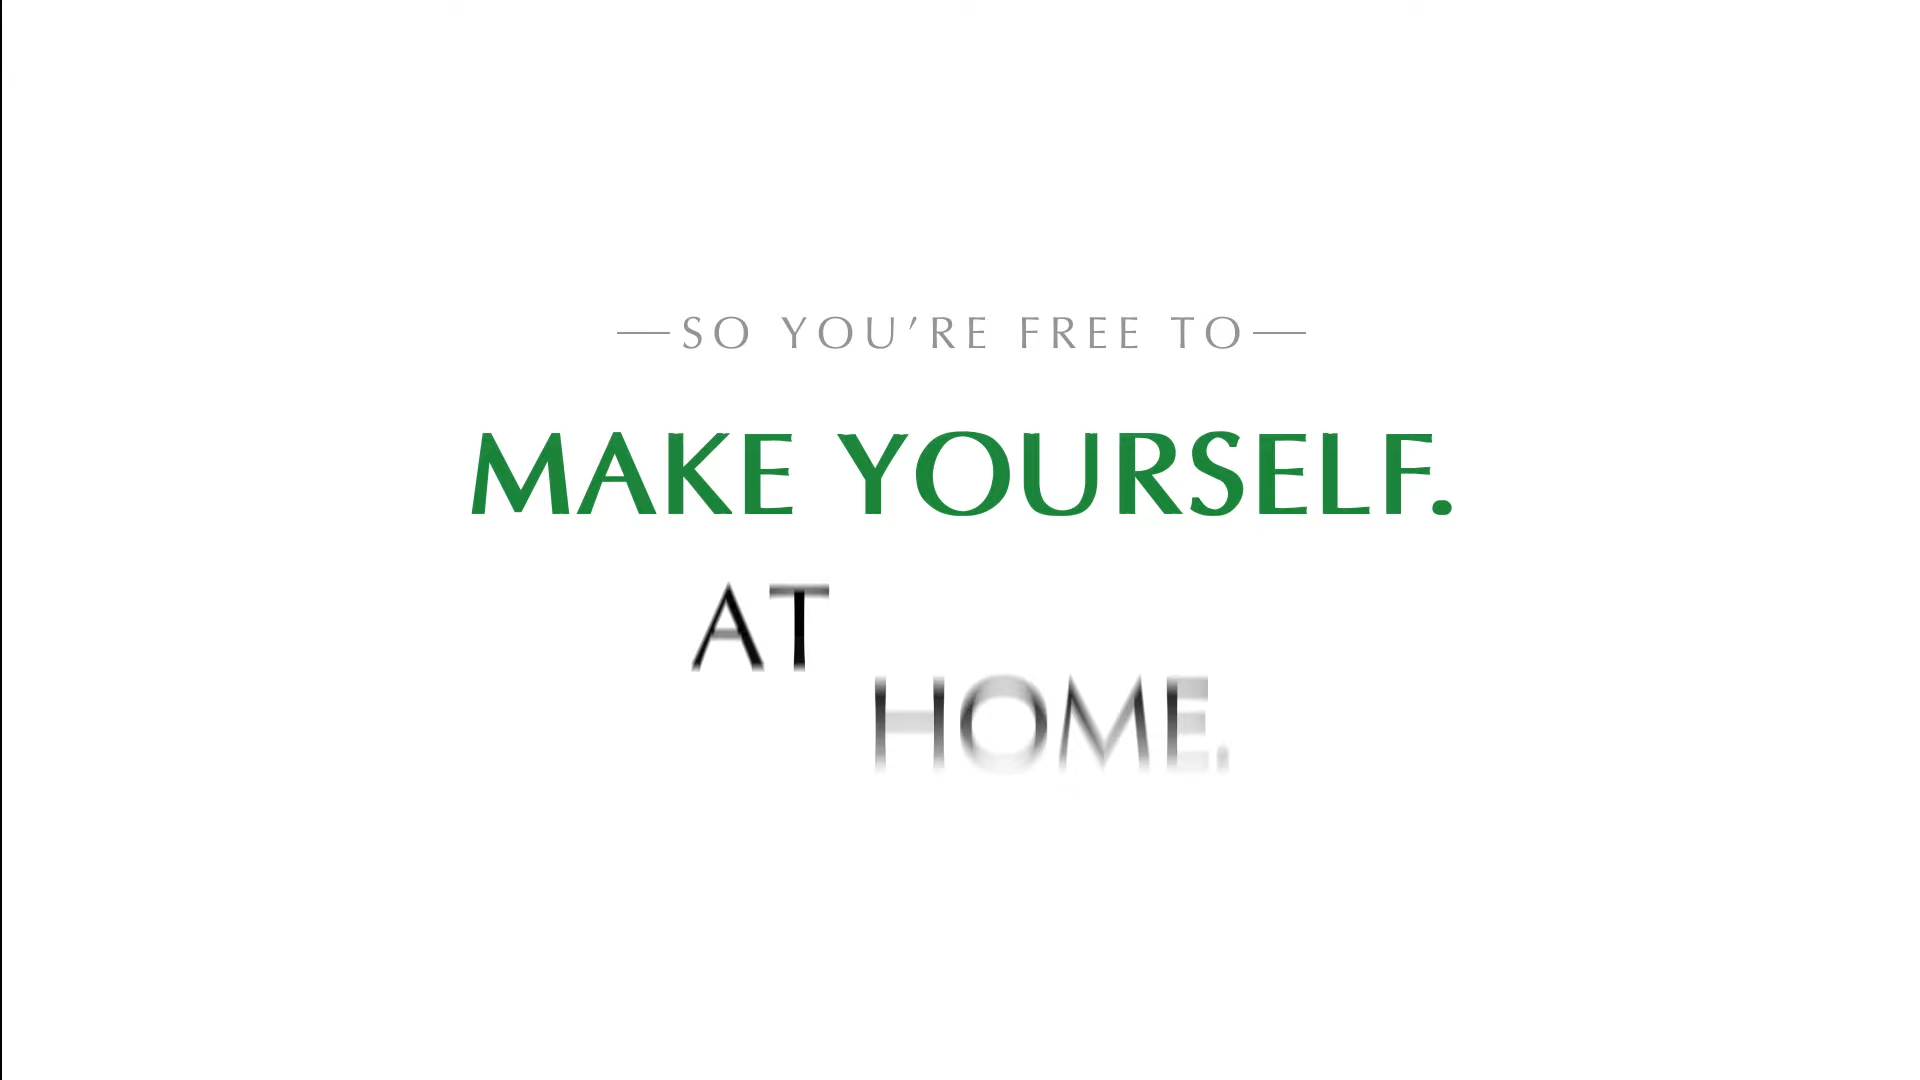 —SO YOU’RE FREE TO—
MAKE YOURSELF.
AT
HOME.